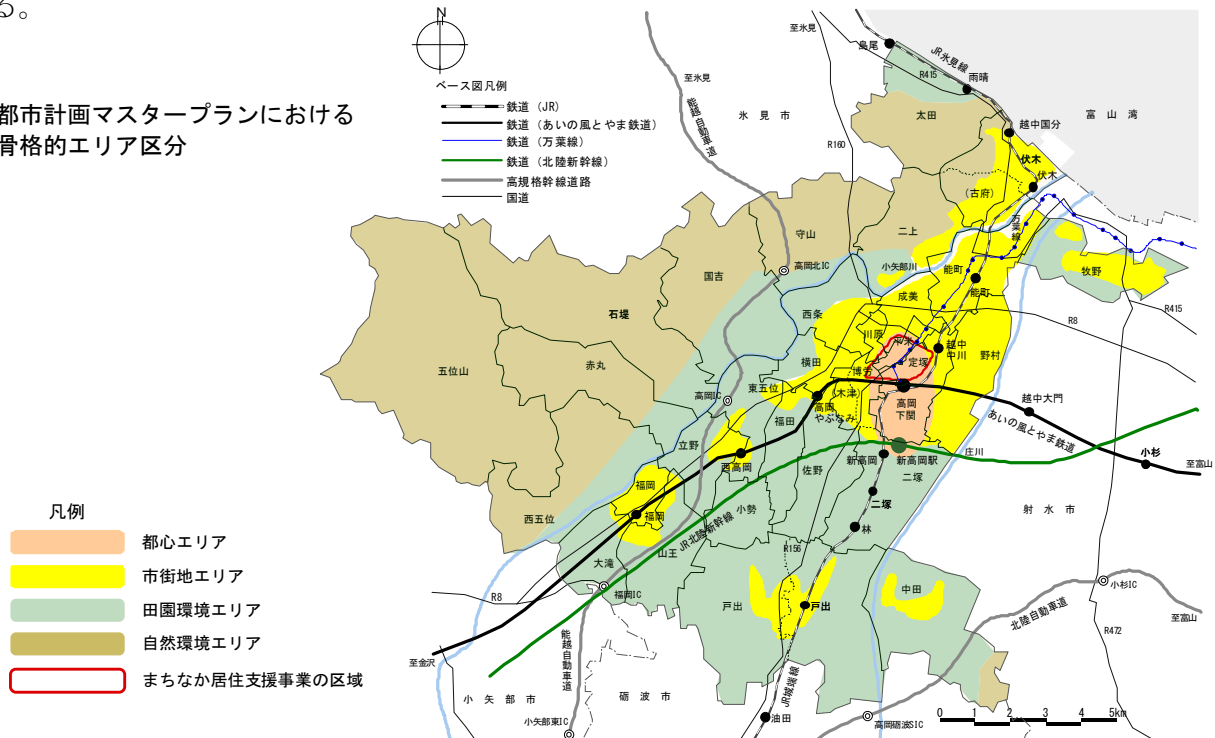 る。
都市計画マスタープランにおける
骨格的エリア区分
N
ベース図凡例
鉄道（JR）
鉄道（あいの風とやま鉄道）
鉄道（万葉線）
鉄道（北陸新幹線）
高規格幹線道路
国道
至氷見
至氷見
能越自動車道
氷見市
R160
島尾
JR氷見線
R415
雨晴
太田
越中国分
富山湾
伏木
伏木
（古府）
万葉線
守山
二上
国吉
高岡北IC
小矢部川
能町
能町
牧野
成美
石堤
西条
R8
R415
川原
平米
越中
中川
野村
定塚
五位山
赤丸
横田
博労
東五位
高岡IC
高岡
やぶなみ
（木津）
高岡
下関
越中大門
あいの風とやま鉄道
福田
立野
西高岡
佐野
新高岡
新高岡駅
庄川
小杉
至富山
二塚
福岡
福岡
二塚
射水市
西五位
小勢
JR北陸新幹線
林
山王
R156
大滝
福岡IC
R8
戸出
戸出
中田
小杉IC
北陸自動車道
至富山
R472
至金沢
能越自動車道
小矢部市
砺波市
JR城端線
小矢部東IC
油田
高岡砺波SIC
0 1 2 3 4 5km
凡例
都心エリア
市街地エリア
田園環境エリア
自然環境エリア
まちなか居住支援事業の区域